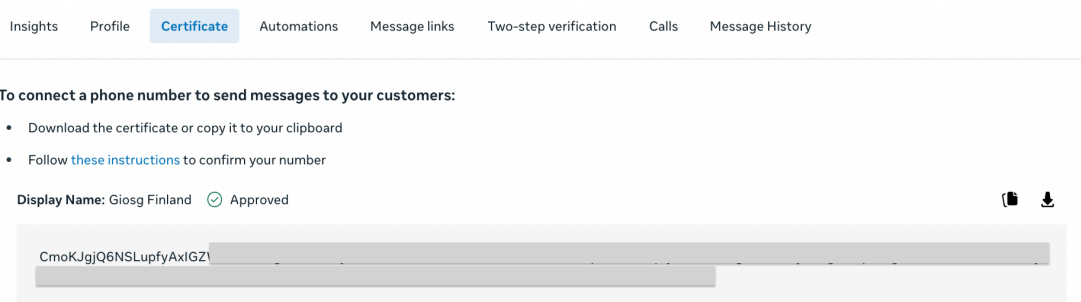 Insights Profile Certificate Automations Message links Two-step verification Calls Message History
To connect a phone number to send messages to your customers:
Download the certificate or copy it to your clipboard
Follow these instructions to confirm your number
Display Name: Giosg Finland Approved